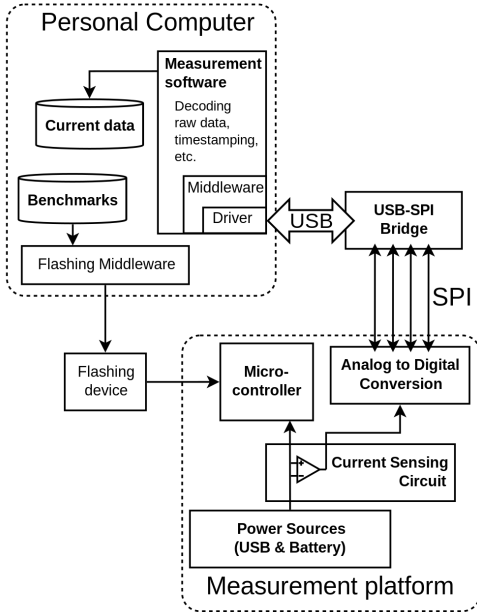 Personal Computer
Measurement
software
Decoding
raw data,
timestamping,
etc.
Current data
Middleware
Driver
Benchmarks
Flashing Middleware
USB
USB-SPI
Bridge
SPI
Flashing
device
Micro-
controller
Analog to Digital
Conversion
Current Sensing
Circuit
Power Sources
(USB & Battery)
Measurement platform